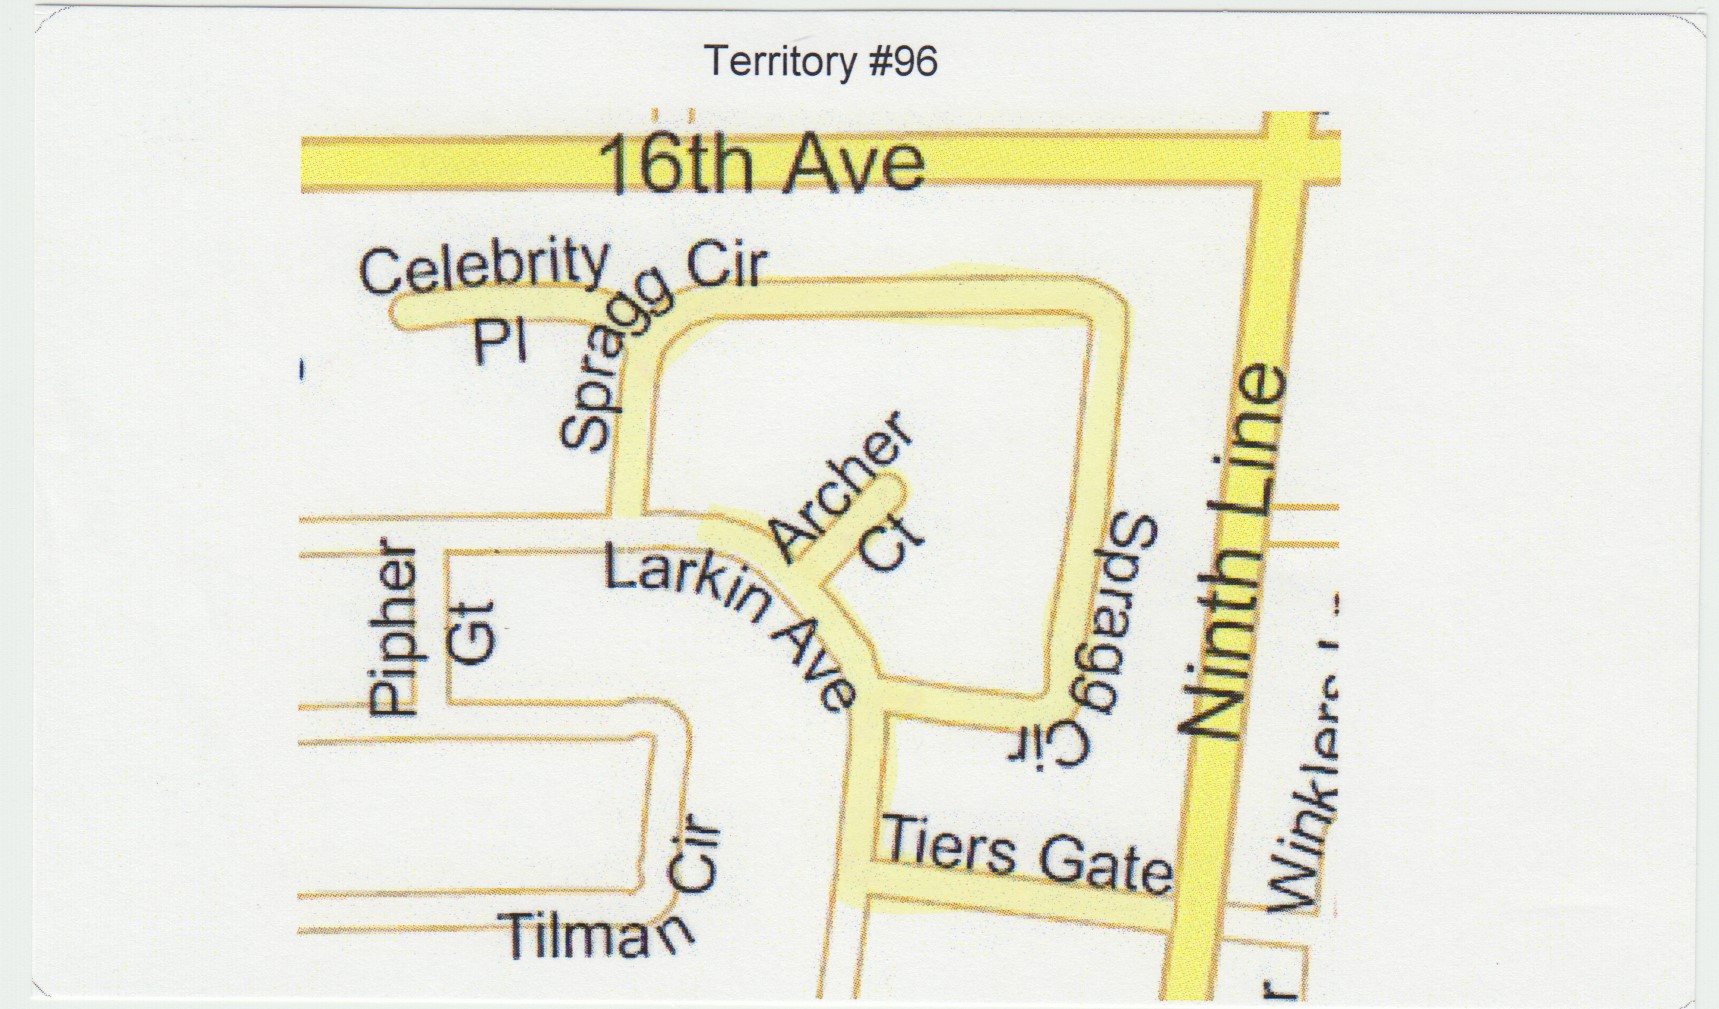 Territory #96
16th Ave
Celebrity
Pl
Spragg Cir
Archer
Ct
Larkin Ave
Pipher
Gt
Spragg
Cir
Ninth Line
Tiers Gate
Winklers
Tilman Cir
r